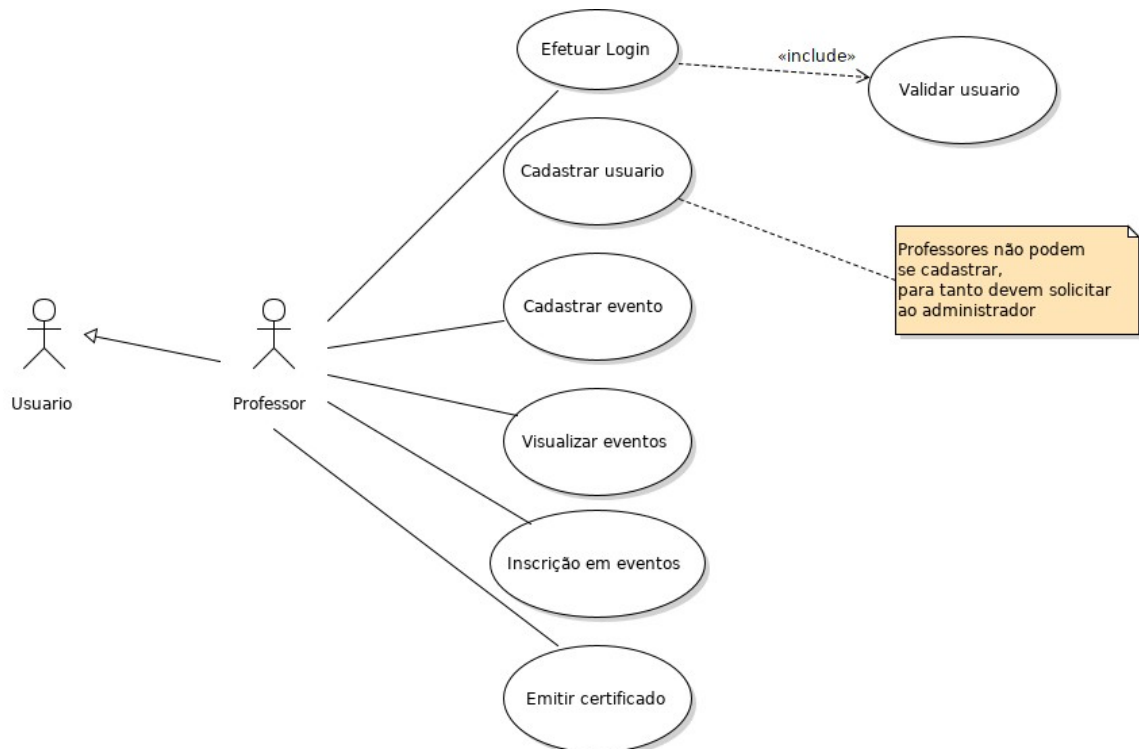 Efetuar Login
«include»
Validar usuario
Cadastrar usuario
Professores não podem
se cadastrar,
para tanto devem solicitar
ao administrador
Cadastrar evento
Usuario
Professor
Visualizar eventos
Inscrição em eventos
Emitir certificado